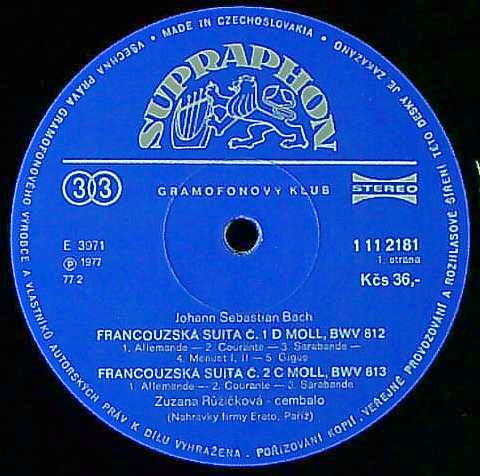 VŠECHNA PRÁVA GRAMOFONOVÉHO VÝROBCE A VLASTNÍKŮ AUTORSKÝCH PRÁV K DÍLU VYHRAŽENA. POŘIZOVÁNÍ KOPIÍ, VEŘEJNÉ PROVOZOVÁNÍ A ROZHLASOVÉ ŠÍŘENÍ TÉTO DESKY JE ZAKÁZÁNO • MADE IN CZECHOSLOVAKIA •
SUPRAPHON
33 GRAMOFONOVÝ KLUB STEREO
E 3971 1 11 2181
Ⓟ 1977 1. strana
77 2 Kčs 36,-
Johann Sebastian Bach
FRANCOUZSKÁ SUITA Č. 1 D MOLL, BWV 812
1. Allemande — 2. Courante — 3. Sarabande —
4. Menuet I, II — 5. Gigue
FRANCOUZSKÁ SUITA Č. 2 C MOLL, BWV 813
1. Allemande — 2. Courante — 3. Sarabande
Zuzana Růžičková - cembalo
(Nahrávky firmy Erato, Paříž)